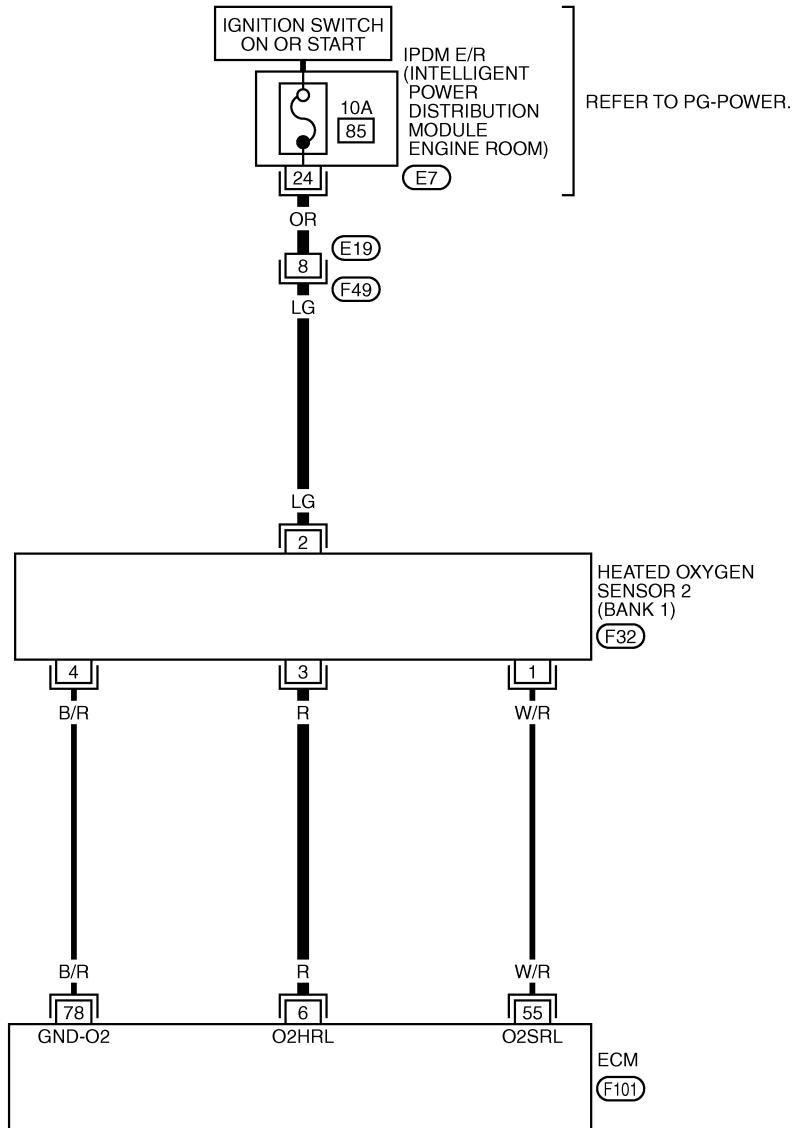 IGNITION SWITCH
ON OR START
IPDM E/R
(INTELLIGENT
POWER
DISTRIBUTION
MODULE
ENGINE ROOM)
REFER TO PG-POWER.
10A
85
24
E7
OR
8
E19
F49
LG
LG
2
HEATED OXYGEN
SENSOR 2
(BANK 1)
F32
4
3
1
B/R
R
W/R
B/R
R
W/R
78
6
55
GND-O2
O2HRL
O2SRL
ECM
F101